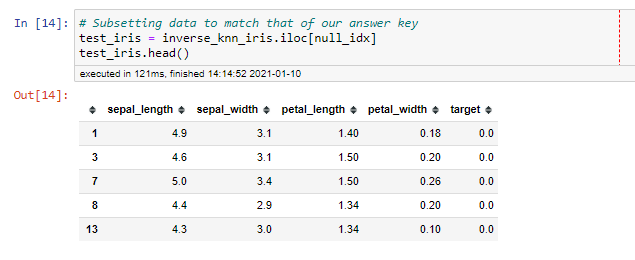 In [14]: # Subsetting data to match that of our answer key
test_iris = inverse_knn_iris.iloc[null_idx]
test_iris.head()
executed in 121ms, finished 14:14:52 2021-01-10
Out[14]:
sepal_length sepal_width petal_length petal_width target
1 4.9 3.1 1.40 0.18 0.0
3 4.6 3.1 1.50 0.20 0.0
7 5.0 3.4 1.50 0.26 0.0
8 4.4 2.9 1.34 0.20 0.0
13 4.3 3.0 1.34 0.10 0.0